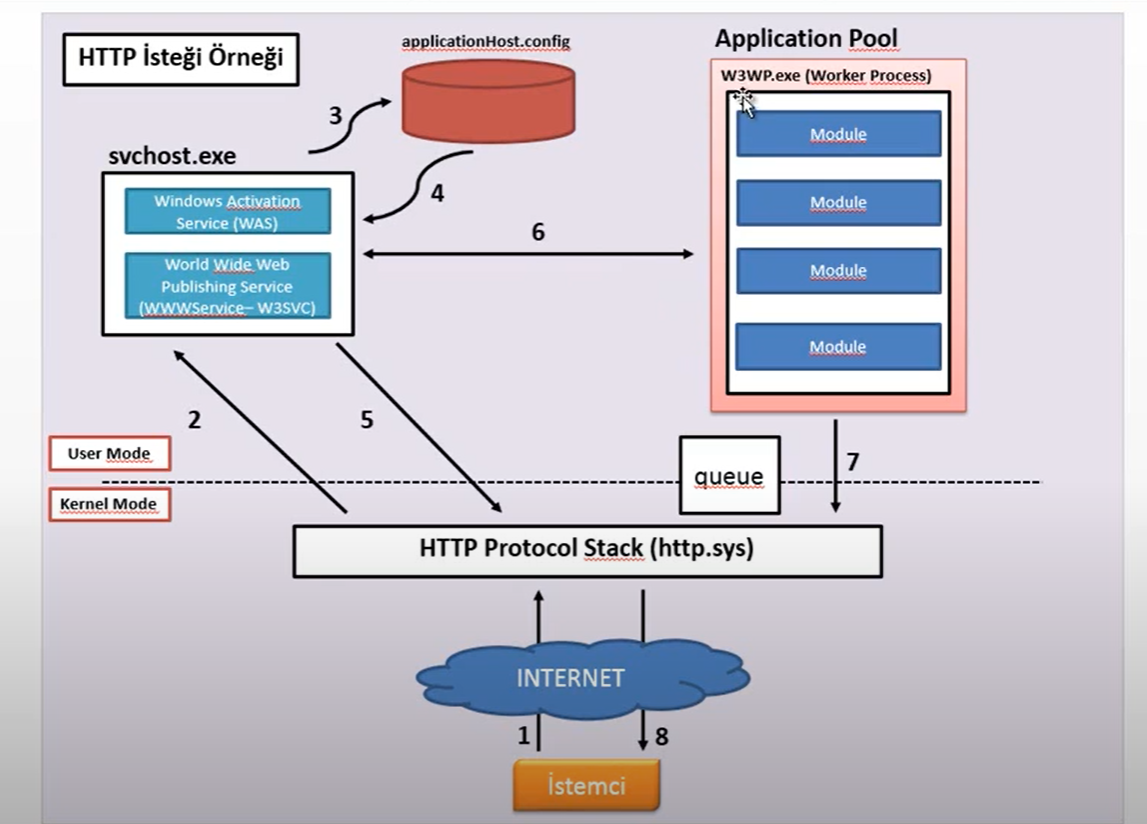 HTTP İsteği Örneği
applicationHost.config
Application Pool
W3WP.exe (Worker Process)
Module
Module
Module
Module
3
4
svchost.exe
Windows Activation
Service (WAS)
World Wide Web
Publishing Service
(WWWService– W3SVC)
6
2
5
User Mode
Kernel Mode
queue
7
HTTP Protocol Stack (http.sys)
INTERNET
1
8
İstemci